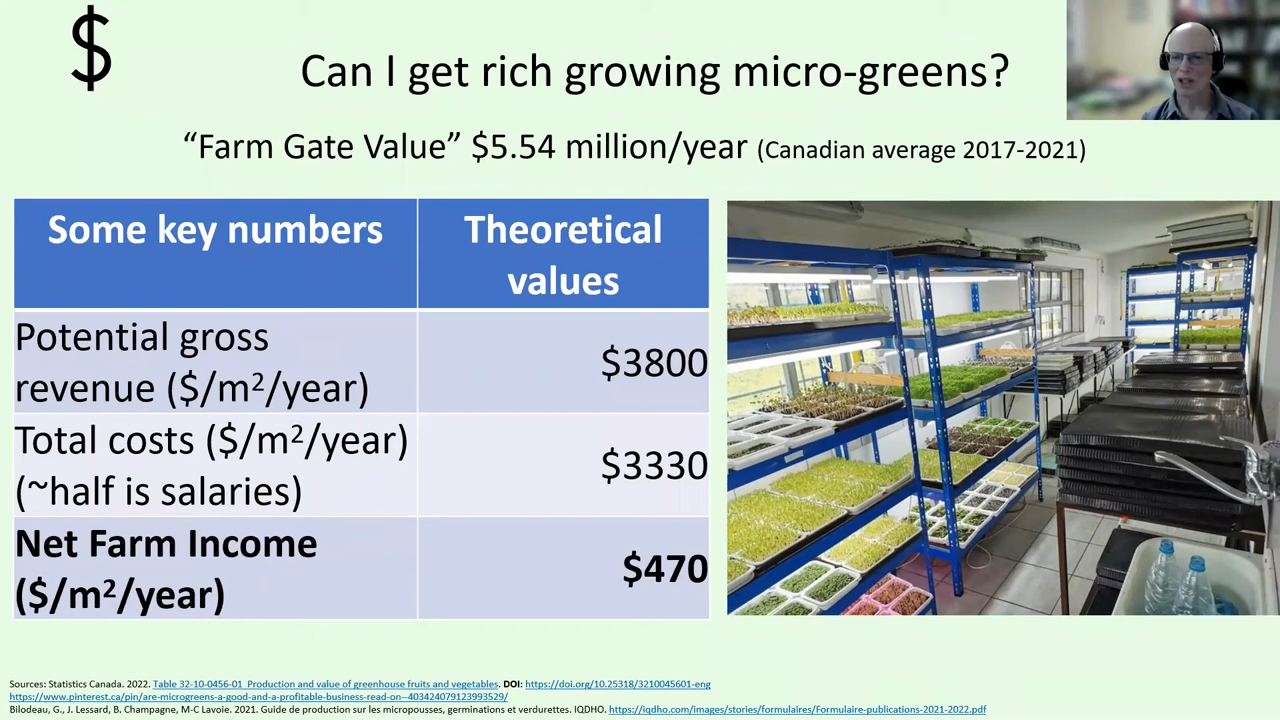 $
Can I get rich growing micro-greens?
“Farm Gate Value” $5.54 million/year (Canadian average 2017-2021)
Some key numbers
Theoretical
values
Potential gross
revenue ($/m²/year)
$3800
Total costs ($/m²/year)
(~half is salaries)
$3330
Net Farm Income
($/m²/year)
$470
Sources: Statistics Canada. 2022. Table 32-10-0456-01 Production and value of greenhouse fruits and vegetables. DOI: https://doi.org/10.25318/3210045601-eng
https://www.pinterest.ca/pin/are-microgreens-a-good-and-a-profitable-business-read-on--403424079123993529/
Bilodeau, G., J. Lessard, B. Champagne, M-C Lavoie. 2021. Guide de production sur les micropousses, germinations et verdurettes. IQDHO. https://iqdho.com/images/stories/formulaires/Formulaire-publications-2021-2022.pdf